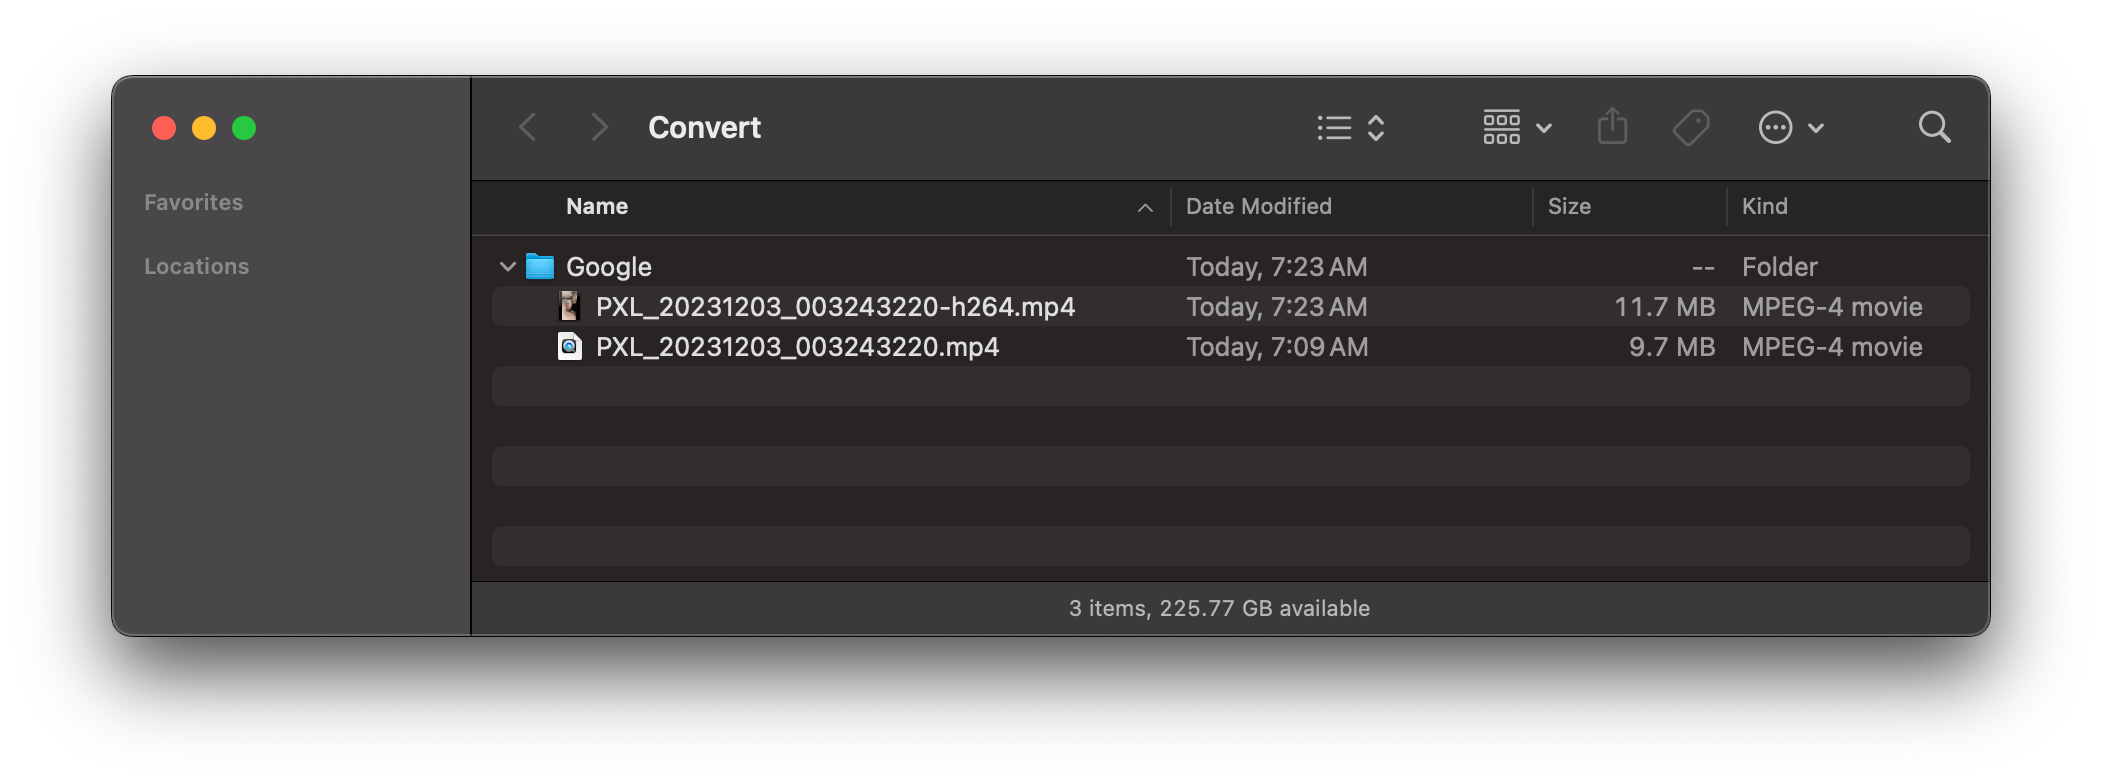 Convert
Favorites
Locations
Name Date Modified Size Kind
Google Today, 7:23 AM -- Folder
PXL_20231203_003243220-h264.mp4 Today, 7:23 AM 11.7 MB MPEG-4 movie
PXL_20231203_003243220.mp4 Today, 7:09 AM 9.7 MB MPEG-4 movie
3 items, 225.77 GB available